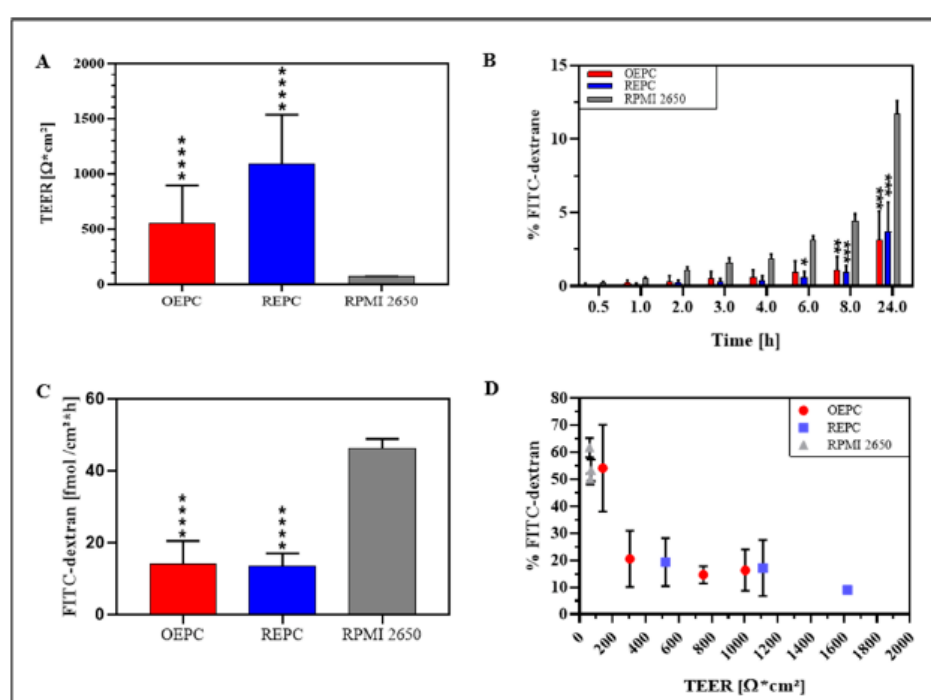 A
TEER [Ω*cm²]
2000
1500
1000
500
0
****
****
OEPC
REPC
RPMI 2650
B
OEPC
REPC
RPMI 2650
% FITC-dextrane
15
10
5
0
*
**
***
***
***
0.5
1.0
2.0
3.0
4.0
6.0
8.0
24.0
Time [h]
C
FITC-dextran [fmol /cm²*h]
60
40
20
0
****
****
OEPC
REPC
RPMI 2650
D
OEPC
REPC
RPMI 2650
% FITC-dextran
80
70
60
50
40
30
20
10
0
0
200
400
600
800
1000
1200
1400
1600
1800
2000
TEER [Ω*cm²]